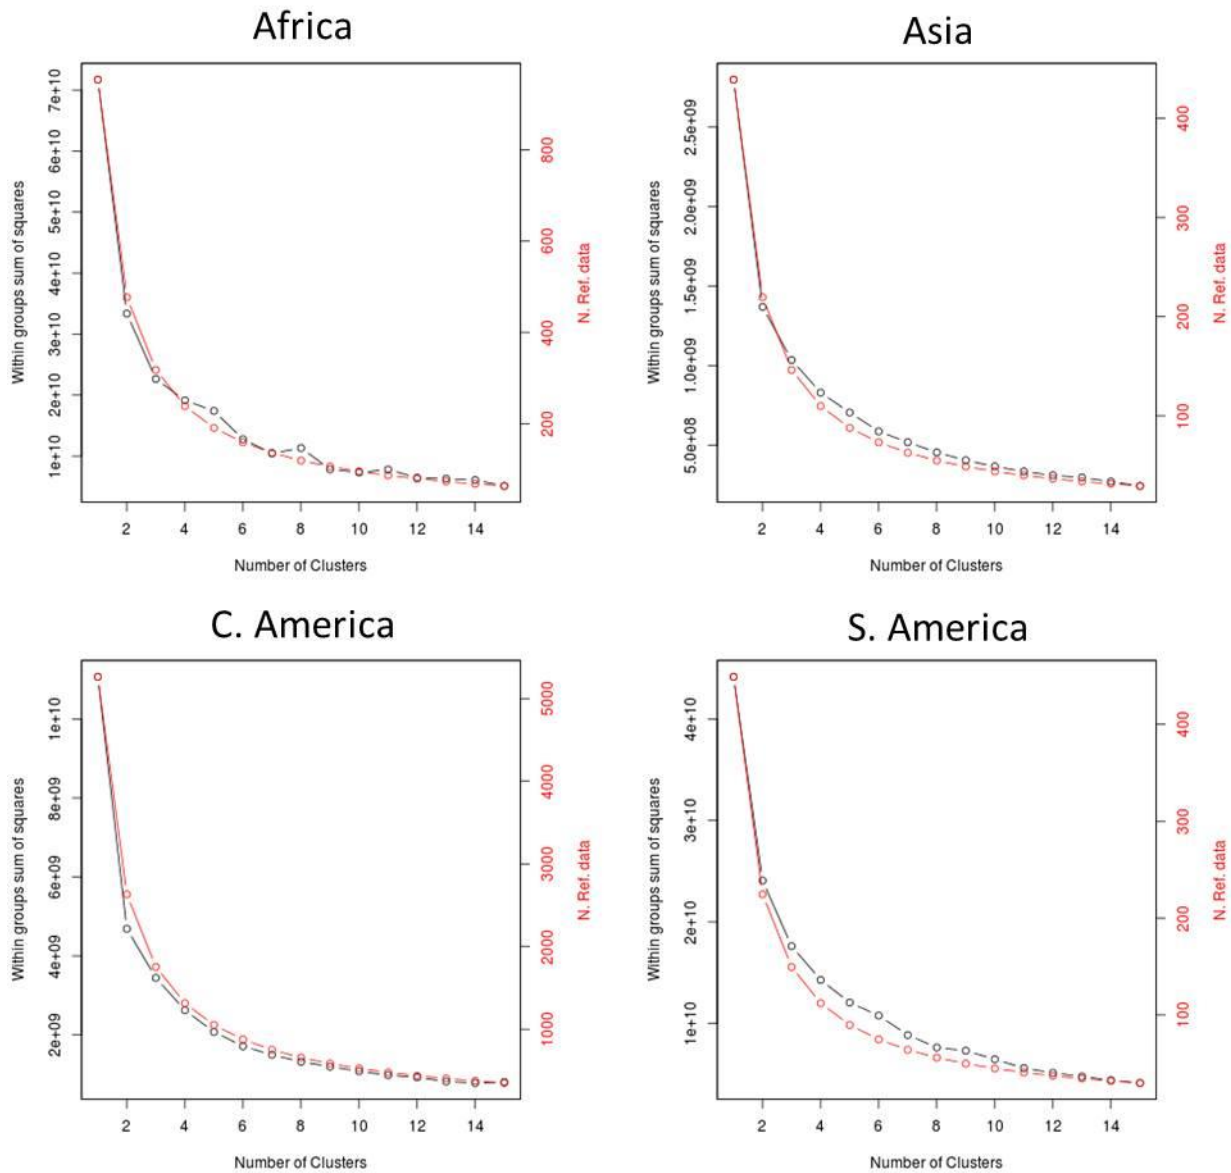 Africa
Within groups sum of squares
7e+10
6e+10
5e+10
4e+10
3e+10
2e+10
1e+10
800
600
400
200
N. Ref. data
2 4 6 8 10 12 14
Number of Clusters
Asia
Within groups sum of squares
2.5e+09
2.0e+09
1.5e+09
1.0e+09
5.0e+08
400
300
200
100
N. Ref. data
2 4 6 8 10 12 14
Number of Clusters
C. America
Within groups sum of squares
1e+10
8e+09
6e+09
4e+09
2e+09
5000
4000
3000
2000
1000
N. Ref. data
2 4 6 8 10 12 14
Number of Clusters
S. America
Within groups sum of squares
4e+10
3e+10
2e+10
1e+10
400
300
200
100
N. Ref. data
2 4 6 8 10 12 14
Number of Clusters